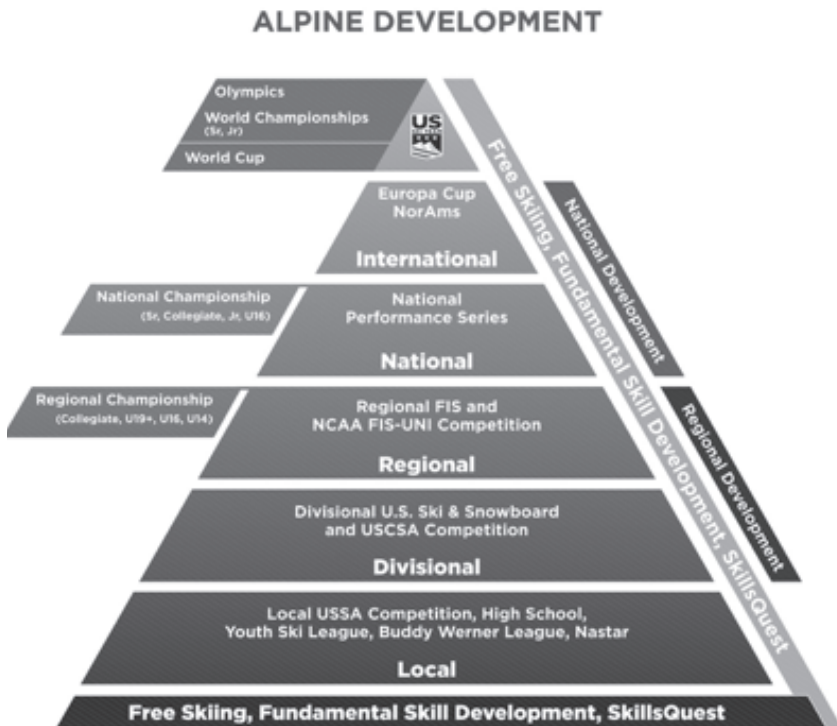 ALPINE DEVELOPMENT
Olympics
World Championships
(Sr, Jr)
World Cup
US
Europa Cup
NorAms
International
National Championship
(Sr, Collegiate, Jr, U16)
National
Performance Series
National
Regional Championship
(Collegiate, U19+, U16, U14)
Regional FIS and
NCAA FIS-UNI Competition
Regional
Divisional U.S. Ski & Snowboard
and USCSA Competition
Divisional
Local USSA Competition, High School,
Youth Ski League, Buddy Werner League, Nastar
Local
Free Skiing, Fundamental Skill Development, SkillsQuest
Free Skiing, Fundamental Skill Development, SkillsQuest
National Development
Regional Development